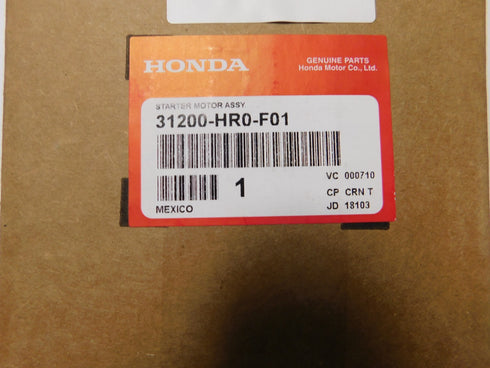 HONDA
GENUINE PARTS
Honda Motor Co., Ltd.
STARTER MOTOR ASSY
31200-HR0-F01
VC 000710
1
CP CRN T
MEXICO
JD 18103